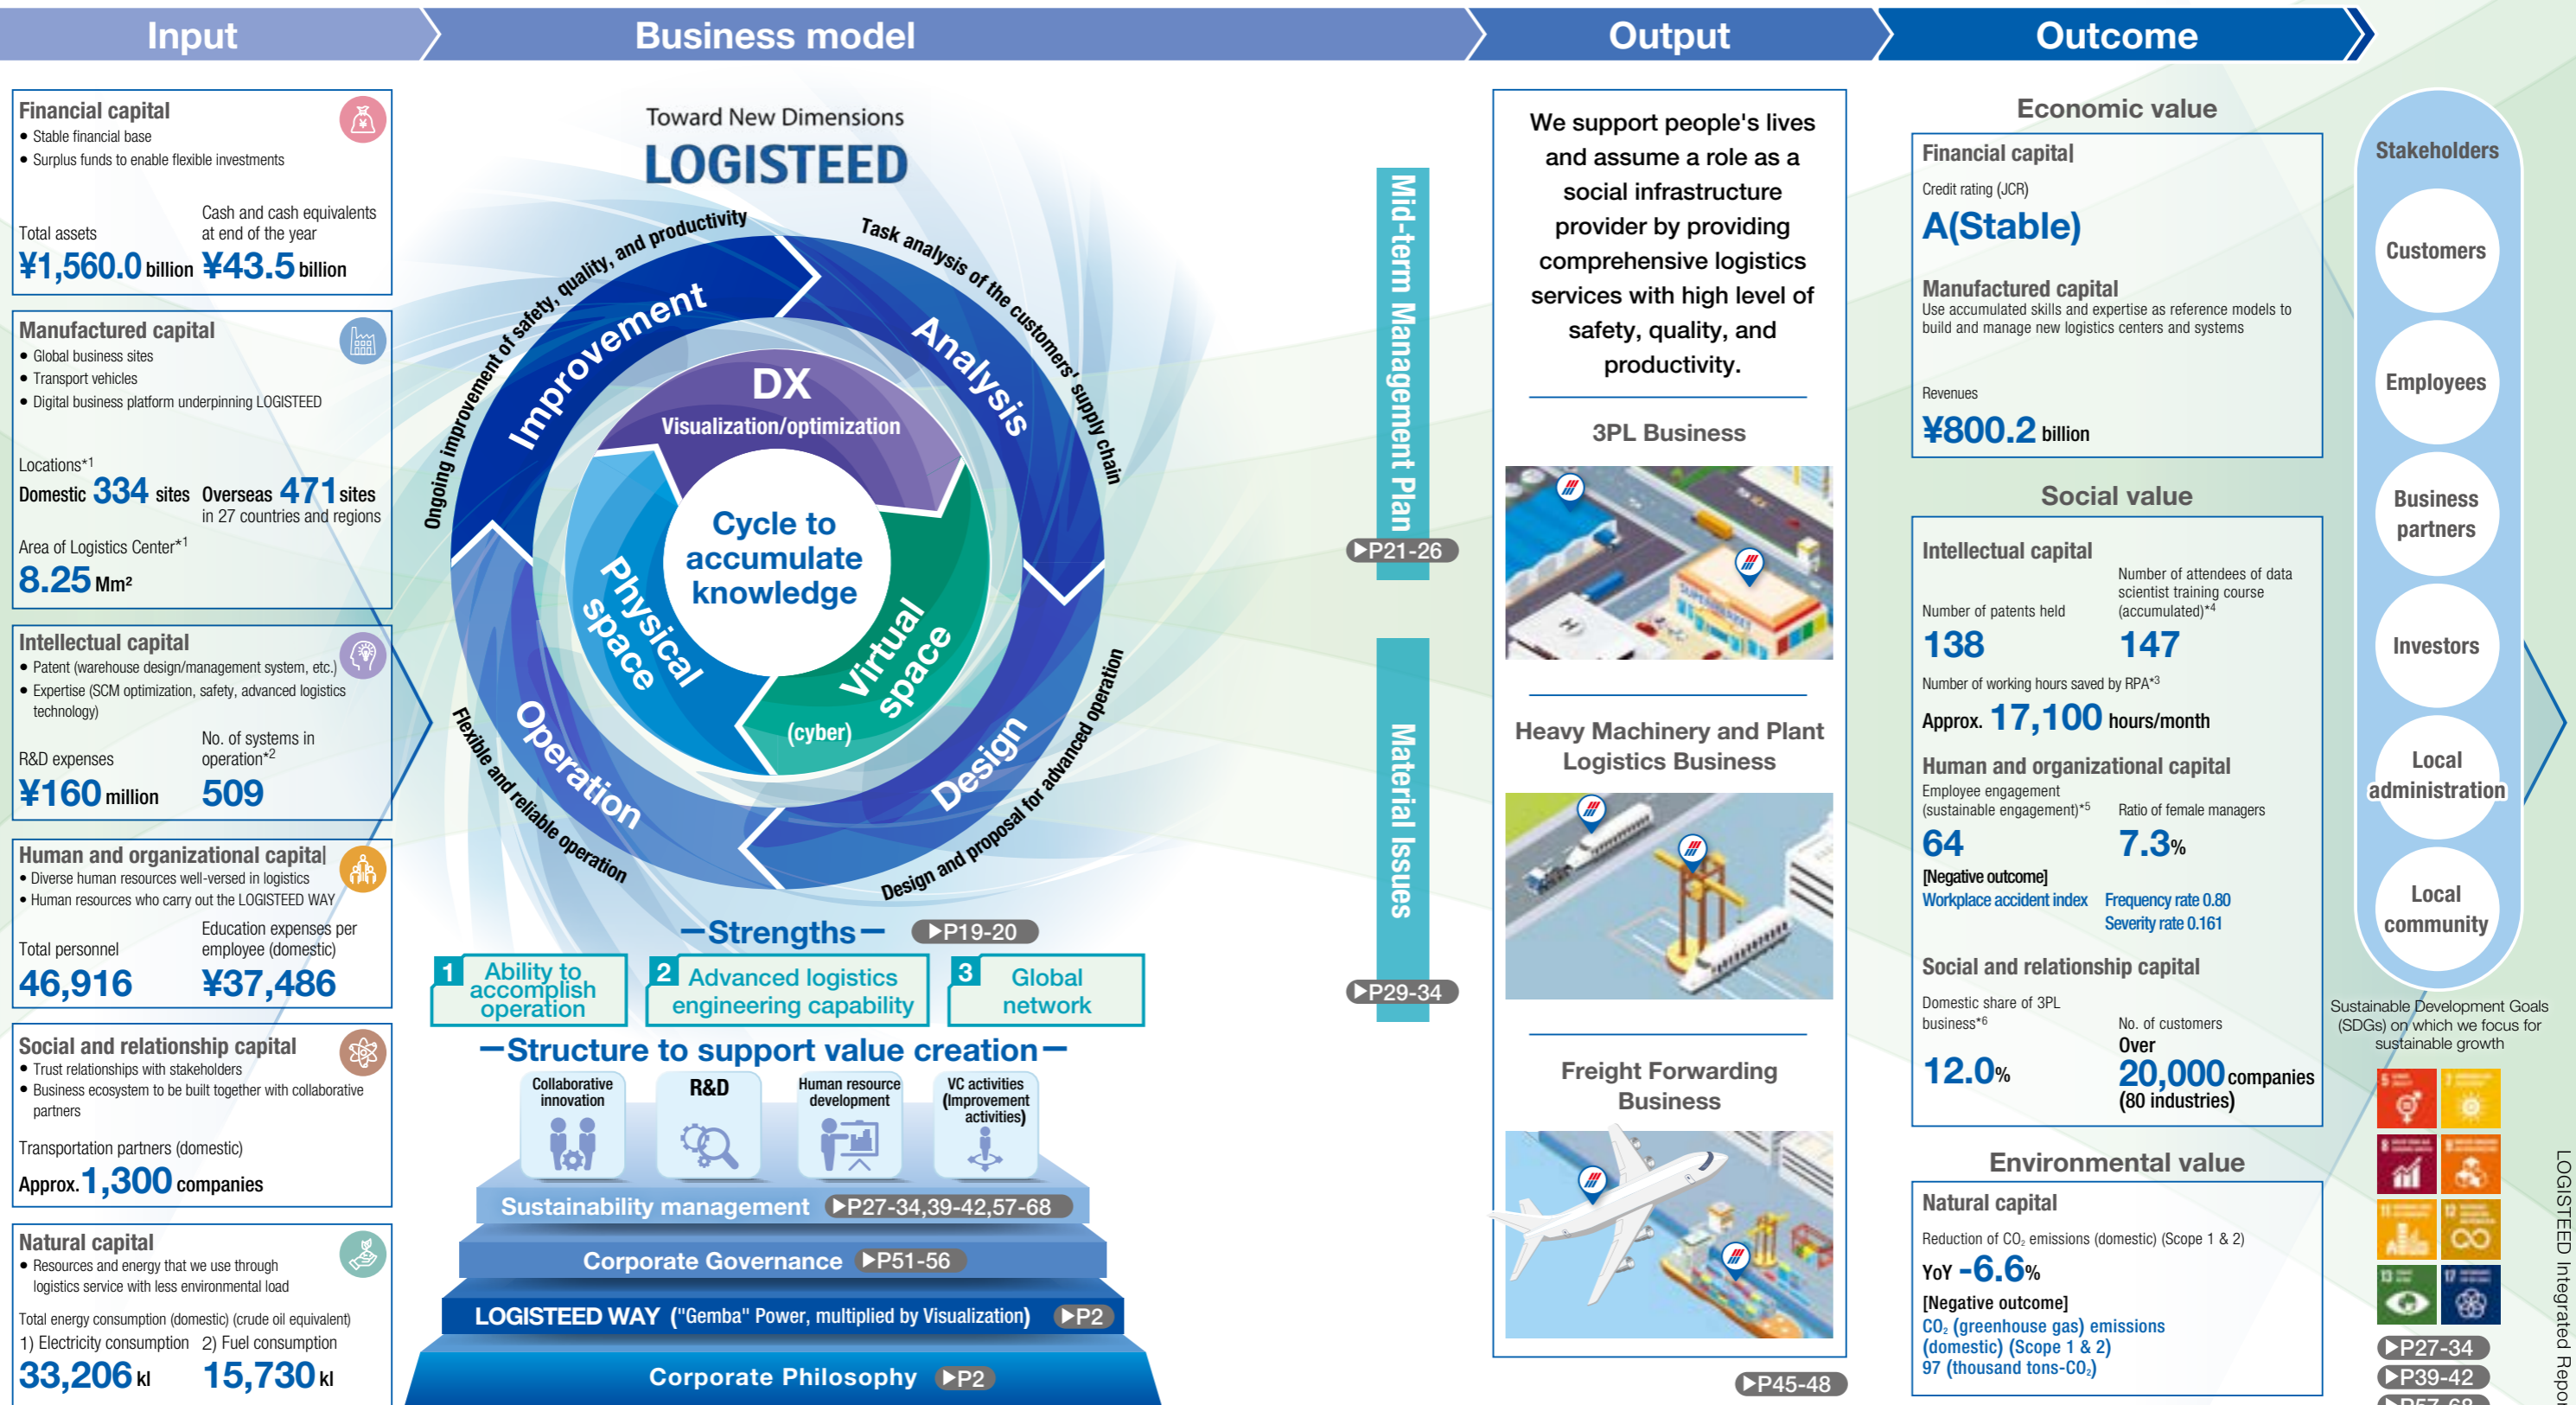 Input
Business model
Output
Outcome
Financial capital
● Stable financial base
● Surplus funds to enable flexible investments
Total assets
¥1,560.0 billion
Cash and cash equivalents
at end of the year
¥43.5 billion
Manufactured capital
● Global business sites
● Transport vehicles
● Digital business platform underpinning LOGISTEED
Locations*1
Domestic 334 sites
Overseas 471 sites
in 27 countries and regions
Area of Logistics Center*1
8.25 Mm²
Intellectual capital
● Patent (warehouse design/management system, etc.)
● Expertise (SCM optimization, safety, advanced logistics
technology)
R&D expenses
¥160 million
No. of systems in
operation*2
509
Human and organizational capital
● Diverse human resources well-versed in logistics
● Human resources who carry out the LOGISTEED WAY
Total personnel
46,916
Education expenses per
employee (domestic)
¥37,486
Social and relationship capital
● Trust relationships with stakeholders
● Business ecosystem to be built together with collaborative
partners
Transportation partners (domestic)
Approx. 1,300 companies
Natural capital
● Resources and energy that we use through
logistics service with less environmental load
Total energy consumption (domestic) (crude oil equivalent)
1) Electricity consumption
33,206 kl
2) Fuel consumption
15,730 kl
Toward New Dimensions
LOGISTEED
Ongoing improvement of safety, quality, and productivity
Task analysis of the customers' supply chain
Design and proposal for advanced operation
Flexible and reliable operation
Improvement
Analysis
Design
Operation
DX
Visualization/optimization
Virtual
space
(cyber)
Physical
space
Cycle to
accumulate
knowledge
Strengths
▶P19-20
1 Ability to
accomplish
operation
2 Advanced logistics
engineering capability
3 Global
network
Structure to support value creation
Collaborative
innovation
R&D
Human resource
development
VC activities
(Improvement
activities)
Sustainability management ▶P27-34,39-42,57-68
Corporate Governance ▶P51-56
LOGISTEED WAY ("Gemba" Power, multiplied by Visualization) ▶P2
Corporate Philosophy ▶P2
Mid-term Management Plan
▶P21-26
Material Issues
▶P29-34
We support people's lives
and assume a role as a
social infrastructure
provider by providing
comprehensive logistics
services with high level of
safety, quality, and
productivity.
3PL Business
SUPERMARKET
H
Heavy Machinery and Plant
Logistics Business
Freight Forwarding
Business
▶P45-48
Economic value
Financial capital
Credit rating (JCR)
A(Stable)
Manufactured capital
Use accumulated skills and expertise as reference models to
build and manage new logistics centers and systems
Revenues
¥800.2 billion
Social value
Intellectual capital
Number of patents held
138
Number of attendees of data
scientist training course
(accumulated)*4
147
Number of working hours saved by RPA*3
Approx. 17,100 hours/month
Human and organizational capital
Employee engagement
(sustainable engagement)*5
64
Ratio of female managers
7.3%
[Negative outcome]
Workplace accident index
Frequency rate 0.80
Severity rate 0.161
Social and relationship capital
Domestic share of 3PL
business*6
12.0%
No. of customers
Over
20,000 companies
(80 industries)
Environmental value
Natural capital
Reduction of CO₂ emissions (domestic) (Scope 1 & 2)
YoY -6.6%
[Negative outcome]
CO₂ (greenhouse gas) emissions
(domestic) (Scope 1 & 2)
97 (thousand tons-CO₂)
Stakeholders
Customers
Employees
Business
partners
Investors
Local
administration
Local
community
Sustainable Development Goals
(SDGs) on which we focus for
sustainable growth
5
7
8
9
11
12
13
17
▶P27-34
▶P39-42
▶P57-68
LOGISTEED Integrated Repor